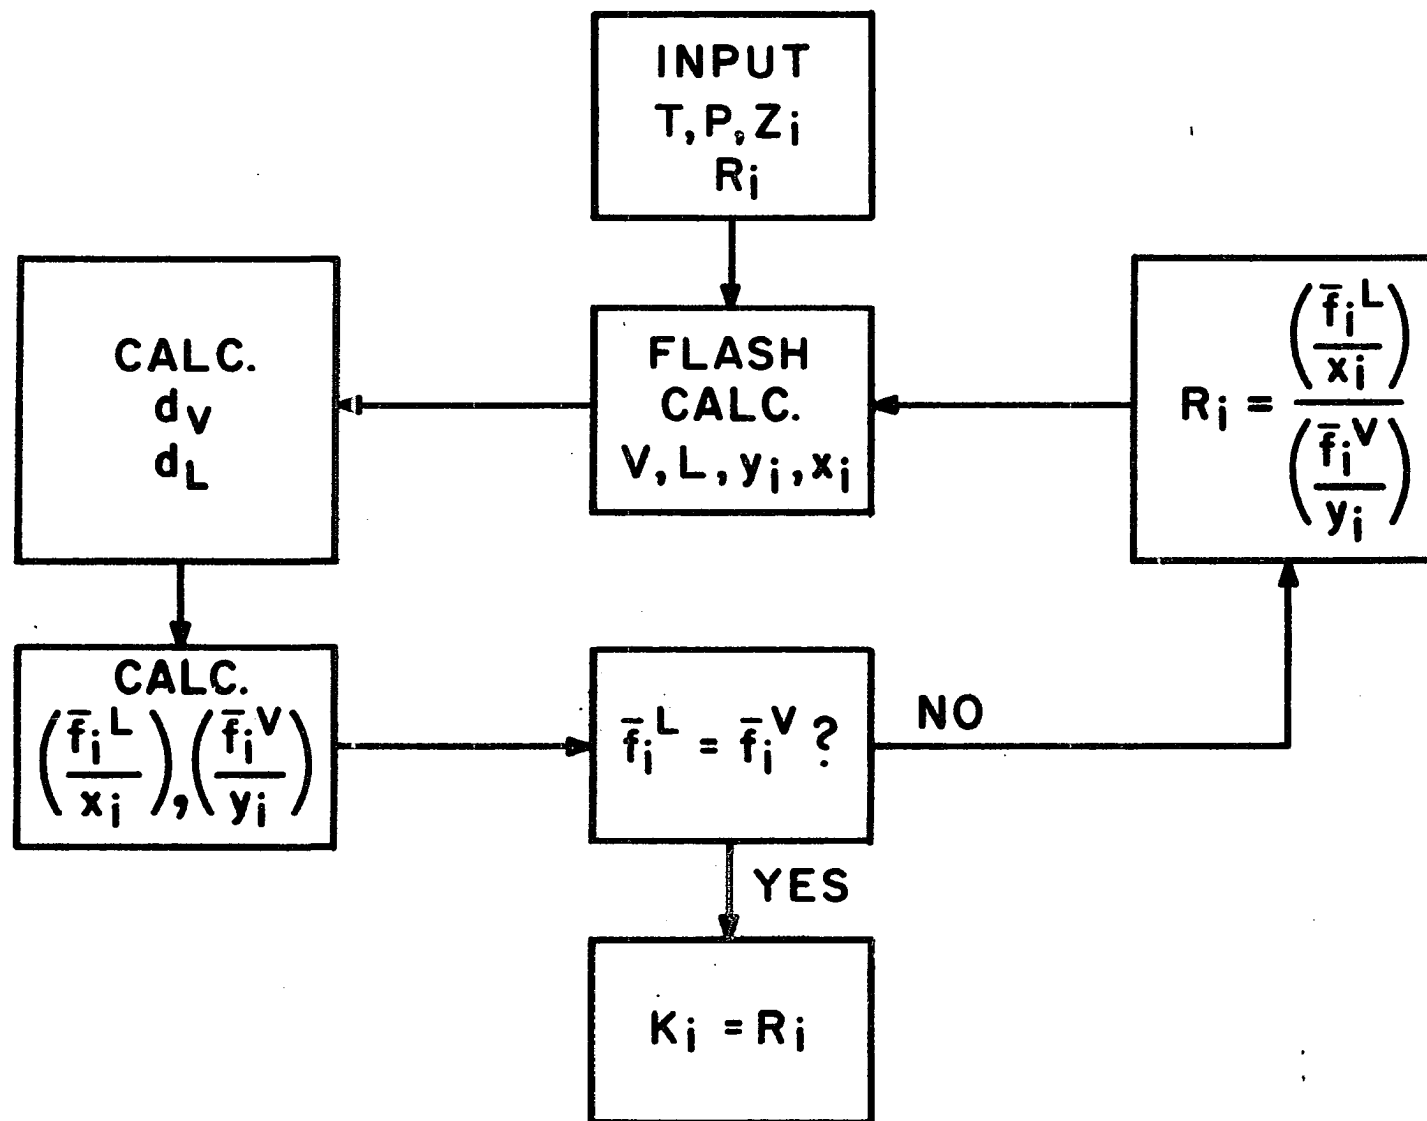 INPUT
T, P, Zi
Ri
CALC.
dV
dL
FLASH
CALC.
V, L, yi, xi
Ri = (f̄iL / xi) / (f̄iV / yi)
CALC.
(f̄iL / xi), (f̄iV / yi)
f̄iL = f̄iV ?
NO
YES
Ki = Ri